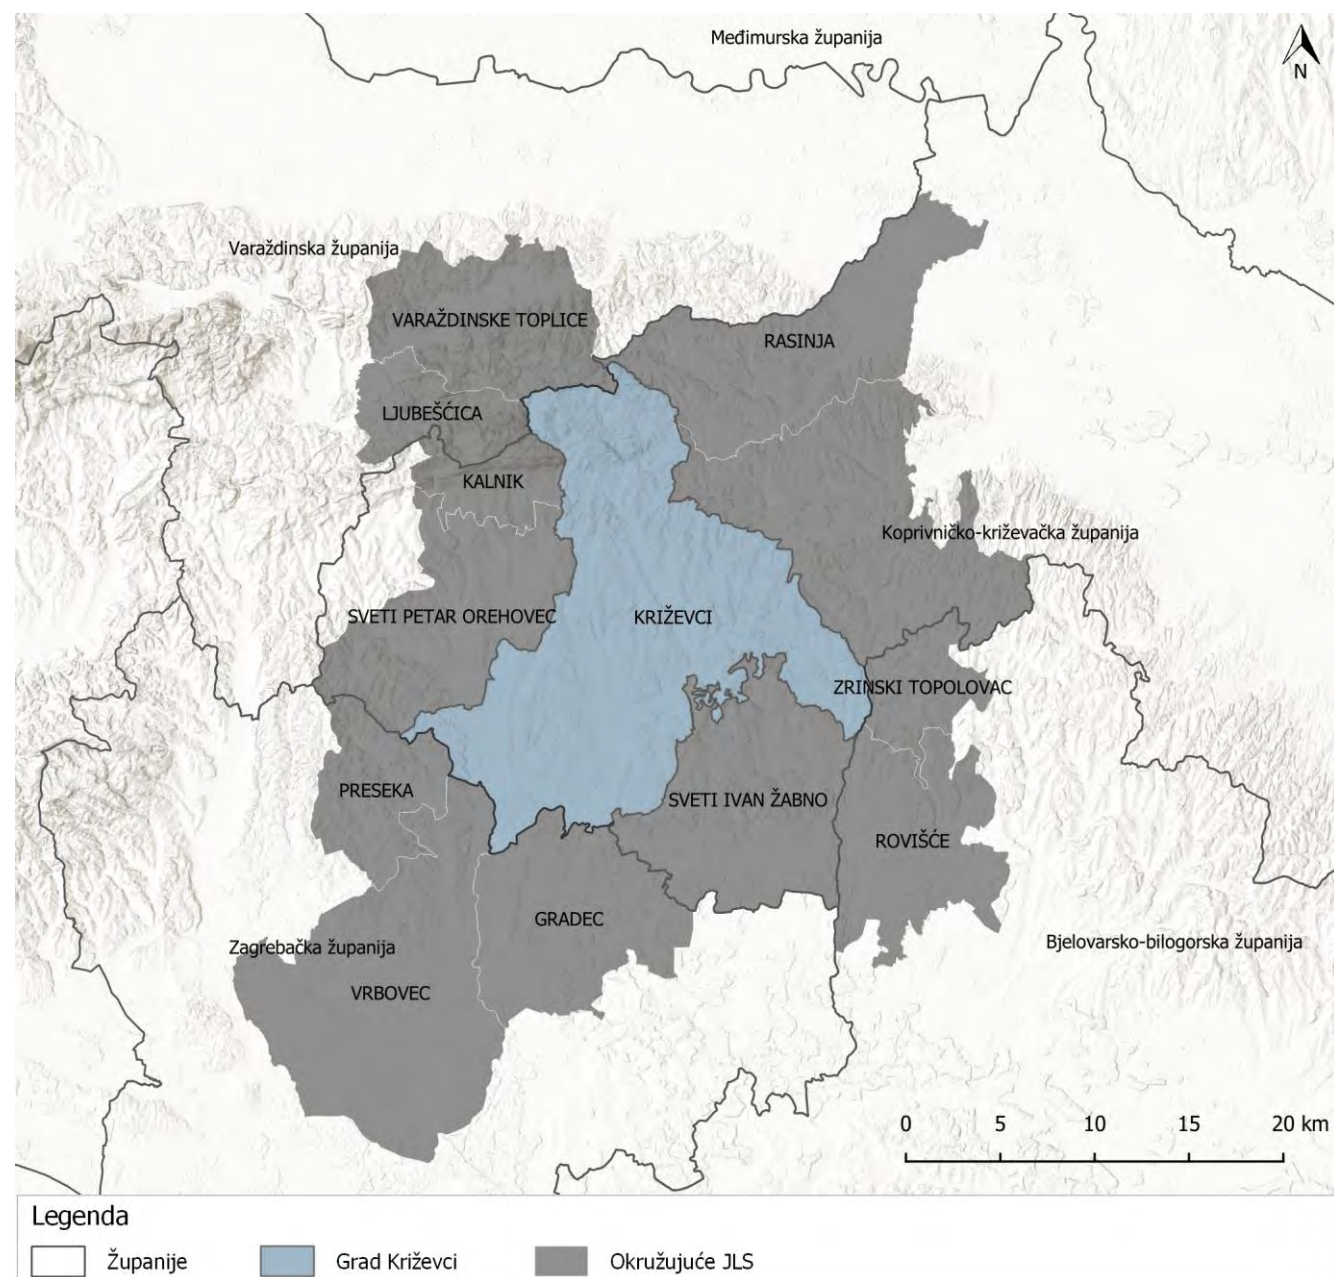 Međimurska županija
N
Varaždinska županija
VARAŽDINSKE TOPLICE
RASINJA
LJUBEŠĆICA
KALNIK
Koprivničko-križevačka županija
SVETI PETAR OREHOVEC
KRIŽEVCI
ZRINSKI TOPOLOVAC
PRESEKA
SVETI IVAN ŽABNO
ROVIŠĆE
GRADEC
Zagrebačka županija
Bjelovarsko-bilogorska županija
VRBOVEC
0 5 10 15 20 km
Legenda
Županije Grad Križevci Okružujuće JLS